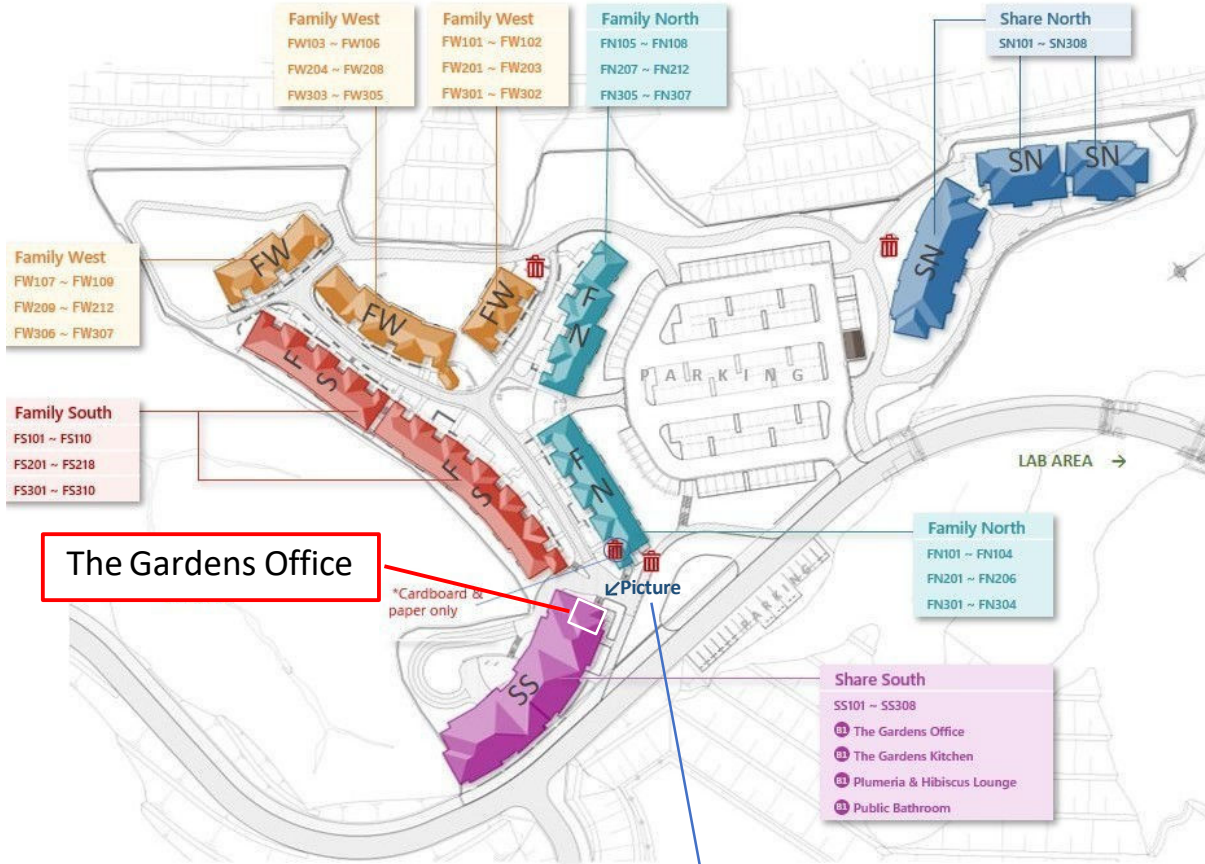 Family West
FW103 ~ FW106
FW204 ~ FW208
FW303 ~ FW305
Family West
FW101 ~ FW102
FW201 ~ FW203
FW301 ~ FW302
Family North
FN105 ~ FN108
FN207 ~ FN212
FN305 ~ FN307
Share North
SN101 ~ SN308
SN
SN
SN
FW
FW
FW
FN
Family West
FW107 ~ FW109
FW209 ~ FW212
FW306 ~ FW307
PARKING
FS
Family South
FS101 ~ FS110
FS201 ~ FS218
FS301 ~ FS310
FS
FN
LAB AREA →
The Gardens Office
*Cardboard &
paper only
↙Picture
PARKING
Family North
FN101 ~ FN104
FN201 ~ FN206
FN301 ~ FN304
SS
Share South
SS101 ~ SS308
B1 The Gardens Office
B1 The Gardens Kitchen
B1 Plumeria & Hibiscus Lounge
B1 Public Bathroom